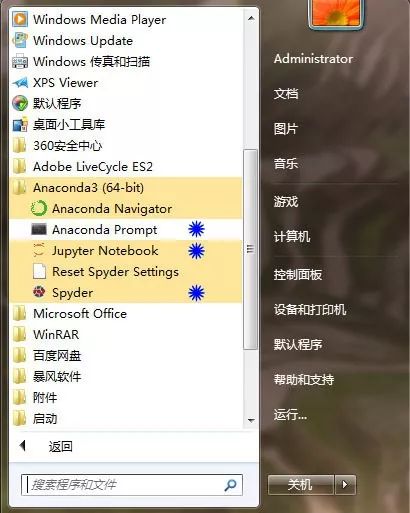 Windows Media Player
Windows Update
Windows 传真和扫描
XPS Viewer
默认程序
桌面小工具库
360安全中心
Adobe LiveCycle ES2
Anaconda3 (64-bit)
Anaconda Navigator
Anaconda Prompt
Jupyter Notebook
Reset Spyder Settings
Spyder
Microsoft Office
WinRAR
百度网盘
暴风软件
附件
启动
返回
搜索程序和文件
Administrator
文档
图片
音乐
游戏
计算机
控制面板
设备和打印机
默认程序
帮助和支持
运行...
关机